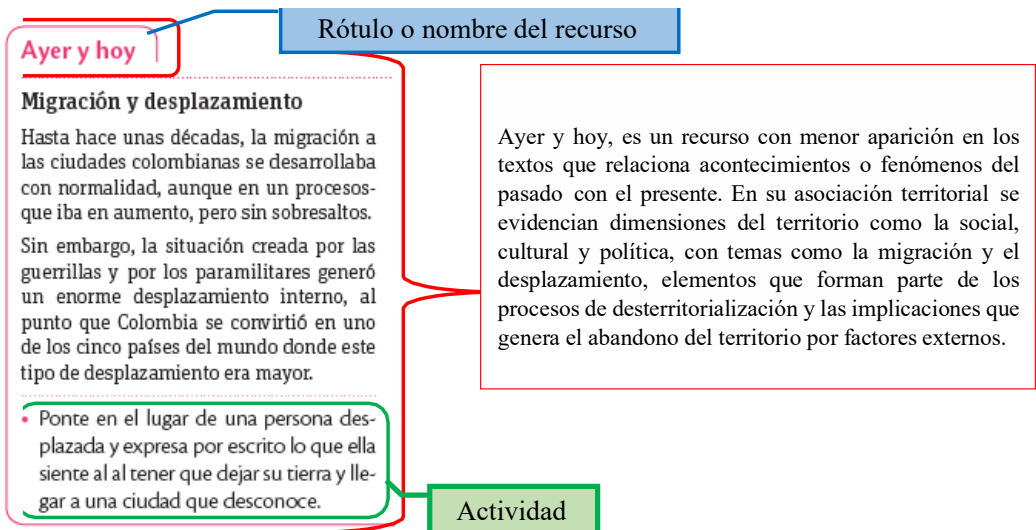 Rótulo o nombre del recurso
Ayer y hoy
Migración y desplazamiento
Hasta hace unas décadas, la migración a
las ciudades colombianas se desarrollaba
con normalidad, aunque en un procesos-
que iba en aumento, pero sin sobresaltos.
Sin embargo, la situación creada por las
guerrillas y por los paramilitares generó
un enorme desplazamiento interno, al
punto que Colombia se convirtió en uno
de los cinco países del mundo donde este
tipo de desplazamiento era mayor.
• Ponte en el lugar de una persona des-
plazada y expresa por escrito lo que ella
siente al al tener que dejar su tierra y lle-
gar a una ciudad que desconoce.
Actividad
Ayer y hoy, es un recurso con menor aparición en los
textos que relaciona acontecimientos o fenómenos del
pasado con el presente. En su asociación territorial se
evidencian dimensiones del territorio como la social,
cultural y política, con temas como la migración y el
desplazamiento, elementos que forman parte de los
procesos de desterritorialización y las implicaciones que
genera el abandono del territorio por factores externos.